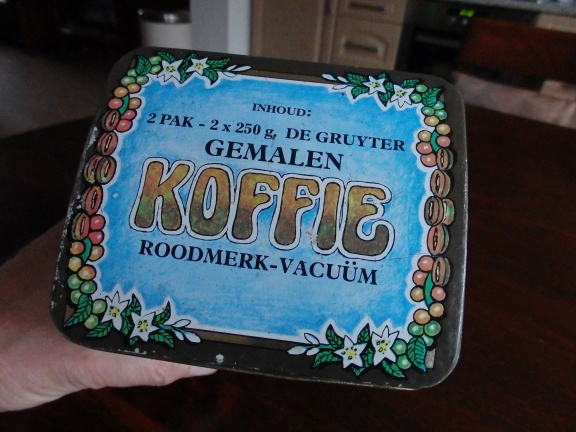 INHOUD:
2 PAK - 2 x 250 g, DE GRUYTER
GEMALEN
KOFFIE
ROODMERK-VACUÜM